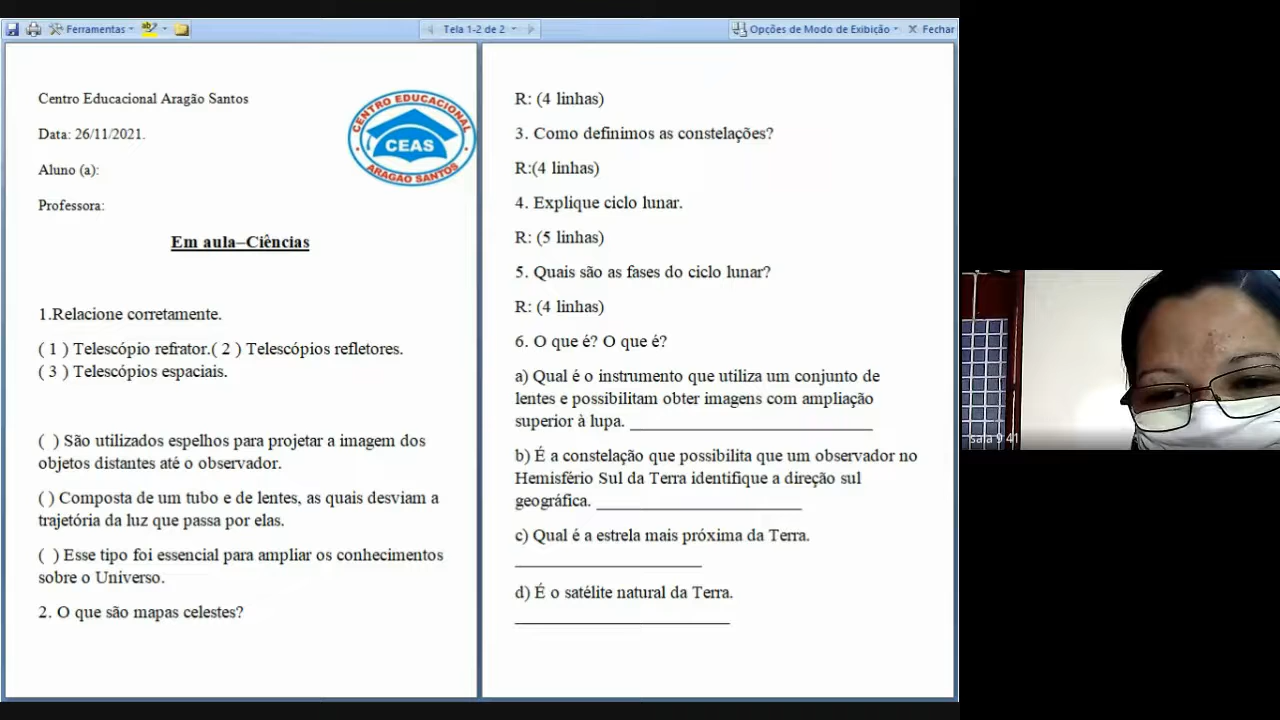 Ferramentas
Tela 1-2 de 2
Opções de Modo de Exibição
Fechar
Centro Educacional Aragão Santos
Data: 26/11/2021.
Aluno (a):
Professora:
CENTRO EDUCACIONAL
CEAS
ARAGÃO SANTOS
Em aula–Ciências
1.Relacione corretamente.
( 1 ) Telescópio refrator.( 2 ) Telescópios refletores.
( 3 ) Telescópios espaciais.
( ) São utilizados espelhos para projetar a imagem dos
objetos distantes até o observador.
( ) Composta de um tubo e de lentes, as quais desviam a
trajetória da luz que passa por elas.
( ) Esse tipo foi essencial para ampliar os conhecimentos
sobre o Universo.
2. O que são mapas celestes?
R: (4 linhas)
3. Como definimos as constelações?
R:(4 linhas)
4. Explique ciclo lunar.
R: (5 linhas)
5. Quais são as fases do ciclo lunar?
R: (4 linhas)
6. O que é? O que é?
a) Qual é o instrumento que utiliza um conjunto de
lentes e possibilitam obter imagens com ampliação
superior à lupa. ___________________________
b) É a constelação que possibilita que um observador no
Hemisfério Sul da Terra identifique a direção sul
geográfica. _______________________
c) Qual é a estrela mais próxima da Terra.
_____________________
d) É o satélite natural da Terra.
________________________
sala 9 41